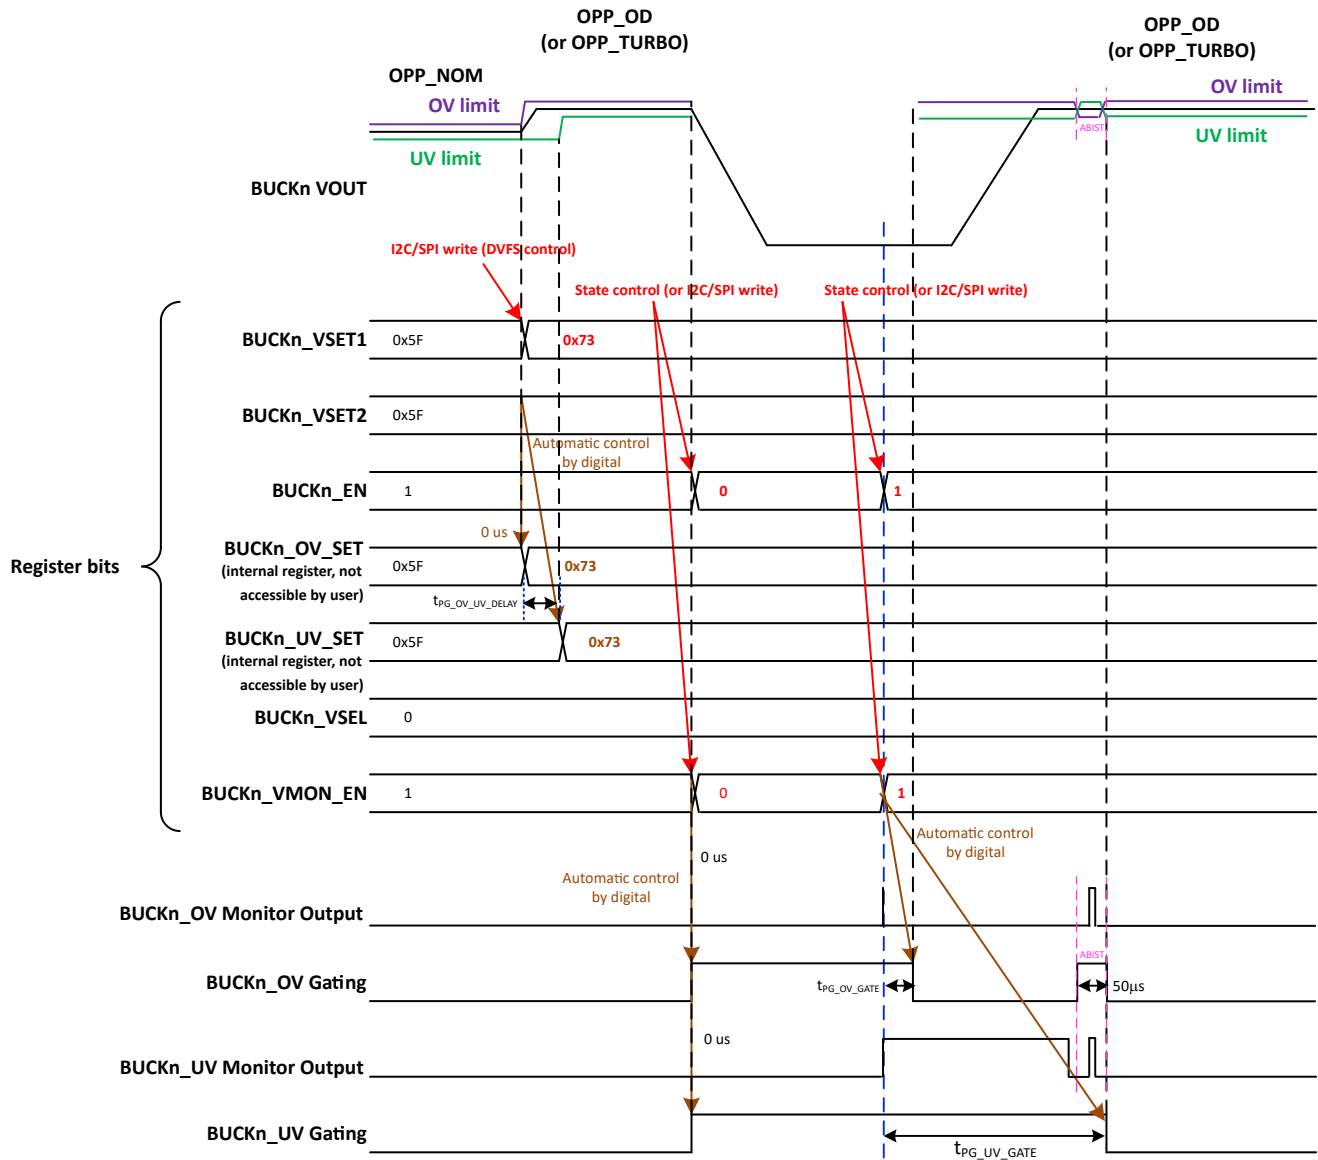 OPP_OD
(or OPP_TURBO)
OPP_OD
(or OPP_TURBO)
OPP_NOM
OV limit
OV limit
ABIST
UV limit
UV limit
BUCKn VOUT
I2C/SPI write (DVFS control)
State control (or I2C/SPI write)
State control (or I2C/SPI write)
BUCKn_VSET1
0x5F
0x73
BUCKn_VSET2
0x5F
Automatic control
by digital
BUCKn_EN
1
0
1
0 us
Register bits
BUCKn_OV_SET
(internal register, not
accessible by user)
0x5F
0x73
tPG_OV_UV_DELAY
BUCKn_UV_SET
(internal register, not
accessible by user)
0x5F
0x73
BUCKn_VSEL
0
BUCKn_VMON_EN
1
0
1
Automatic control
by digital
0 us
Automatic control
by digital
BUCKn_OV Monitor Output
ABIST
BUCKn_OV Gating
tPG_OV_GATE
50µs
0 us
BUCKn_UV Monitor Output
BUCKn_UV Gating
tPG_UV_GATE